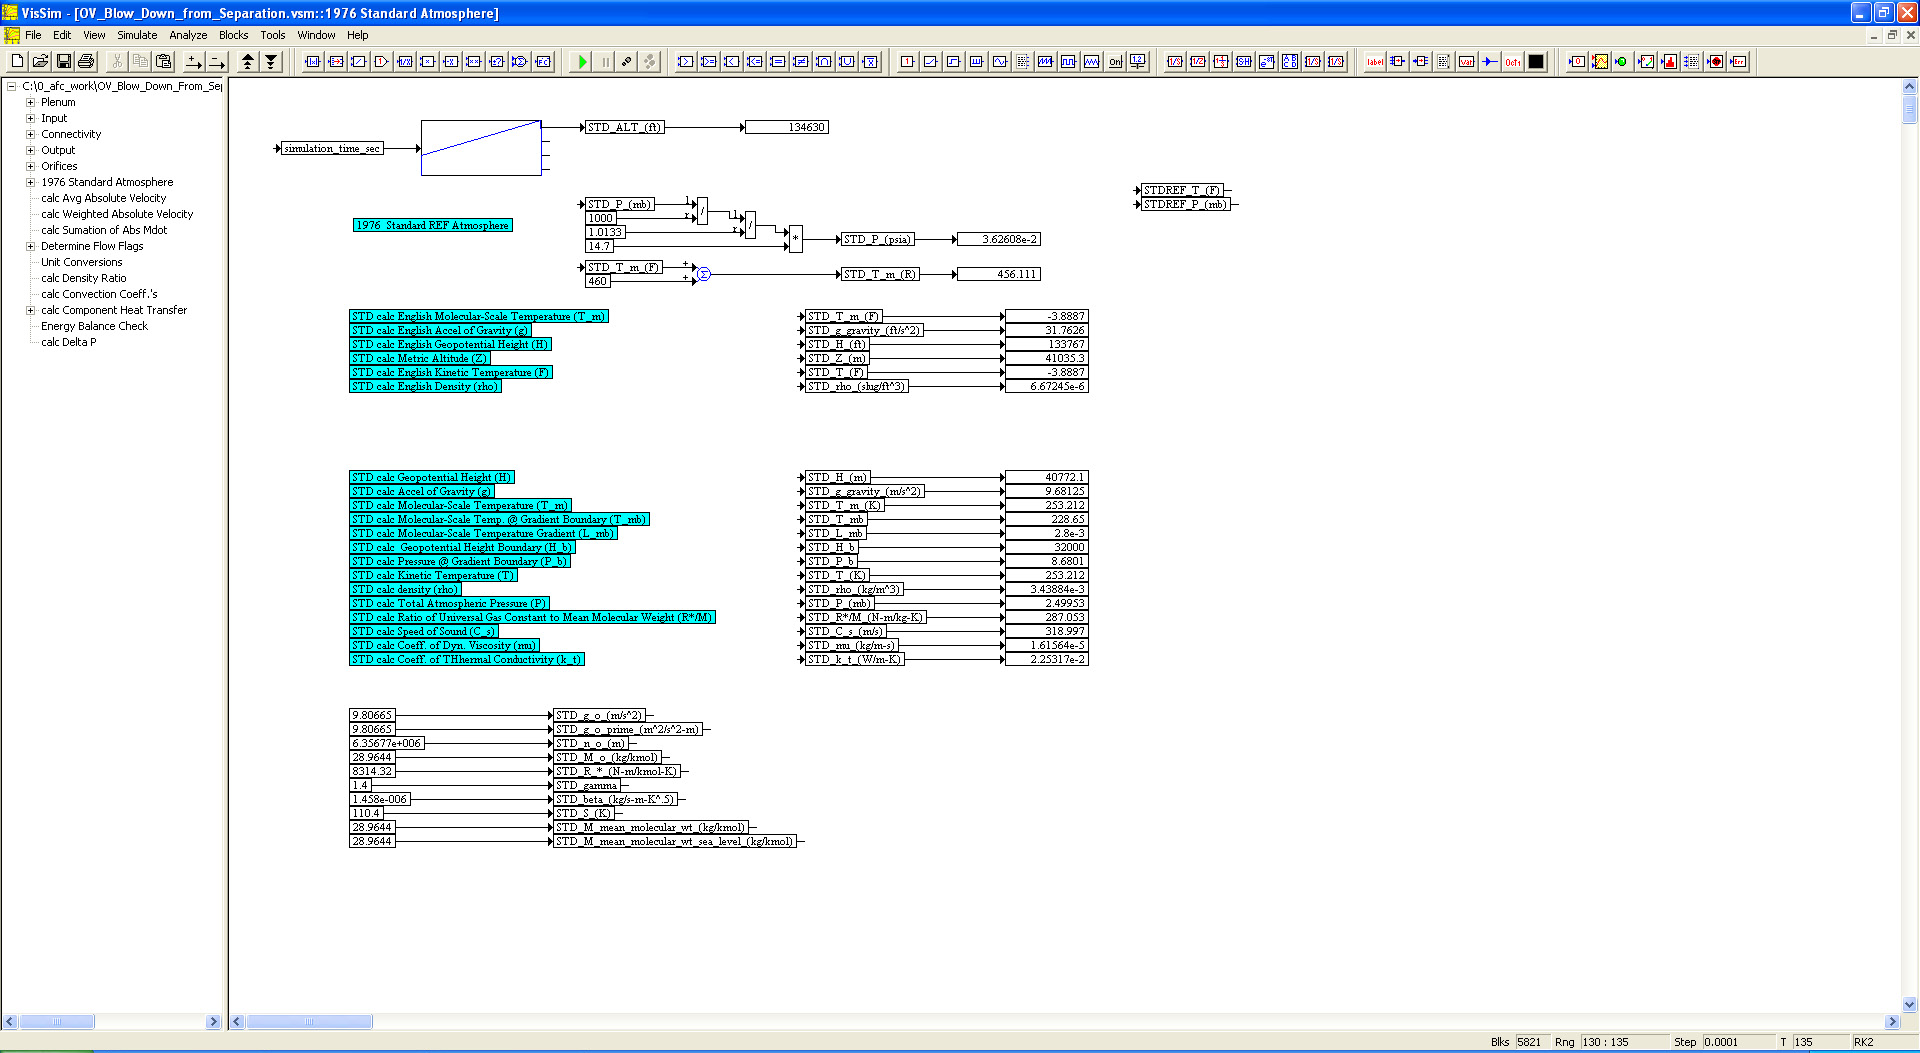 VisSim - [OV_Blow_Down_from_Separation.vsm::1976 Standard Atmosphere]
File Edit View Simulate Analyze Blocks Tools Window Help
C:\0_afc_work\OV_Blow_Down_From_Se
Plenum
Input
Connectivity
Output
Orifices
1976 Standard Atmosphere
calc Avg Absolute Velocity
calc Weighted Absolute Velocity
calc Sumation of Abs Mdot
Determine Flow Flags
Unit Conversions
calc Density Ratio
calc Convection Coeff.'s
calc Component Heat Transfer
Energy Balance Check
calc Delta P
simulation_time_sec
STD_ALT_(ft) 134630
STDREF_T_(F)
STDREF_P_(mb)
1976 Standard REF Atmosphere
STD_P_(mb) l / 
1000 r l /
1.0133 r *
14.7
STD_P_(psia) 3.62608e-2
STD_T_m_(F) + Σ
460 +
STD_T_m_(R) 456.111
STD calc English Molecular-Scale Temperature (T_m) STD_T_m_(F) -3.8887
STD calc English Accel of Gravity (g) STD_g_gravity_(ft/s^2) 31.7626
STD calc English Geopotential Height (H) STD_H_(ft) 133767
STD calc Metric Altitude (Z) STD_Z_(m) 41035.3
STD calc English Kinetic Temperature (F) STD_T_(F) -3.8887
STD calc English Density (rho) STD_rho_(slug/ft^3) 6.67245e-6
STD calc Geopotential Height (H) STD_H_(m) 40772.1
STD calc Accel of Gravity (g) STD_g_gravity_(m/s^2) 9.68125
STD calc Molecular-Scale Temperature (T_m) STD_T_m_(K) 253.212
STD calc Molecular-Scale Temp. @ Gradient Boundary (T_mb) STD_T_mb 228.65
STD calc Molecular-Scale Temperature Gradient (L_mb) STD_L_mb 2.8e-3
STD calc  Geopotential Height Boundary (H_b) STD_H_b 32000
STD calc Pressure @ Gradient Boundary (P_b) STD_P_b 8.6801
STD calc Kinetic Temperature (T) STD_T_(K) 253.212
STD calc density (rho) STD_rho_(kg/m^3) 3.43884e-3
STD calc Total Atmospheric Pressure (P) STD_P_(mb) 2.49953
STD calc Ratio of Universal Gas Constant to Mean Molecular Weight (R*/M) STD_R*/M_(N-m/kg-K) 287.053
STD calc Speed of Sound (C_s) STD_C_s_(m/s) 318.997
STD calc Coeff. of Dyn. Viscosity (mu) STD_mu_(kg/m-s) 1.61564e-5
STD calc Coeff. of THhermal Conductivity (k_t) STD_k_t_(W/m-K) 2.25317e-2
9.80665 STD_g_o_(m/s^2)
9.80665 STD_g_o_prime_(m^2/s^2-m)
6.35677e+006 STD_n_o_(m)
28.9644 STD_M_o_(kg/kmol)
8314.32 STD_R_*_(N-m/kmol-K)
1.4 STD_gamma
1.458e-006 STD_beta_(kg/s-m-K^.5)
110.4 STD_S_(K)
28.9644 STD_M_mean_molecular_wt_(kg/kmol)
28.9644 STD_M_mean_molecular_wt_sea_level_(kg/kmol)
Blks 5821 Rng 130 : 135 Step 0.0001 T 135 RK2